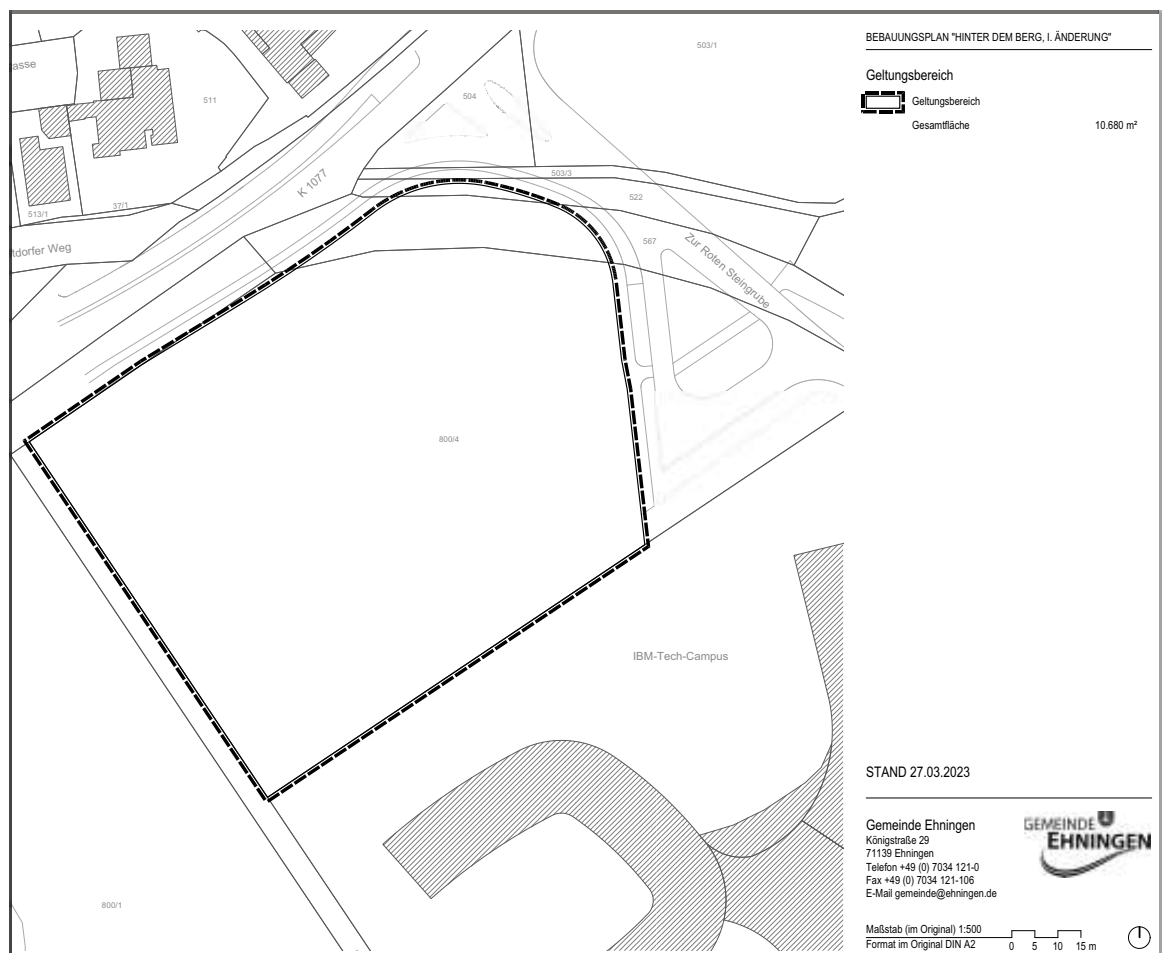 asse
511
504
503/1
K 1077
503/3
522
513/1
37/1
tdorfer Weg
567
Zur Roten Steingrube
800/4
IBM-Tech-Campus
800/1
BEBAUUNGSPLAN "HINTER DEM BERG, I. ÄNDERUNG"
Geltungsbereich
Geltungsbereich
Gesamtfläche 10.680 m²
STAND 27.03.2023
Gemeinde Ehningen
Königstraße 29
71139 Ehningen
Telefon +49 (0) 7034 121-0
Fax +49 (0) 7034 121-106
E-Mail gemeinde@ehningen.de
GEMEINDE
EHNINGEN
Maßstab (im Original) 1:500
Format im Original DIN A2
0 5 10 15 m